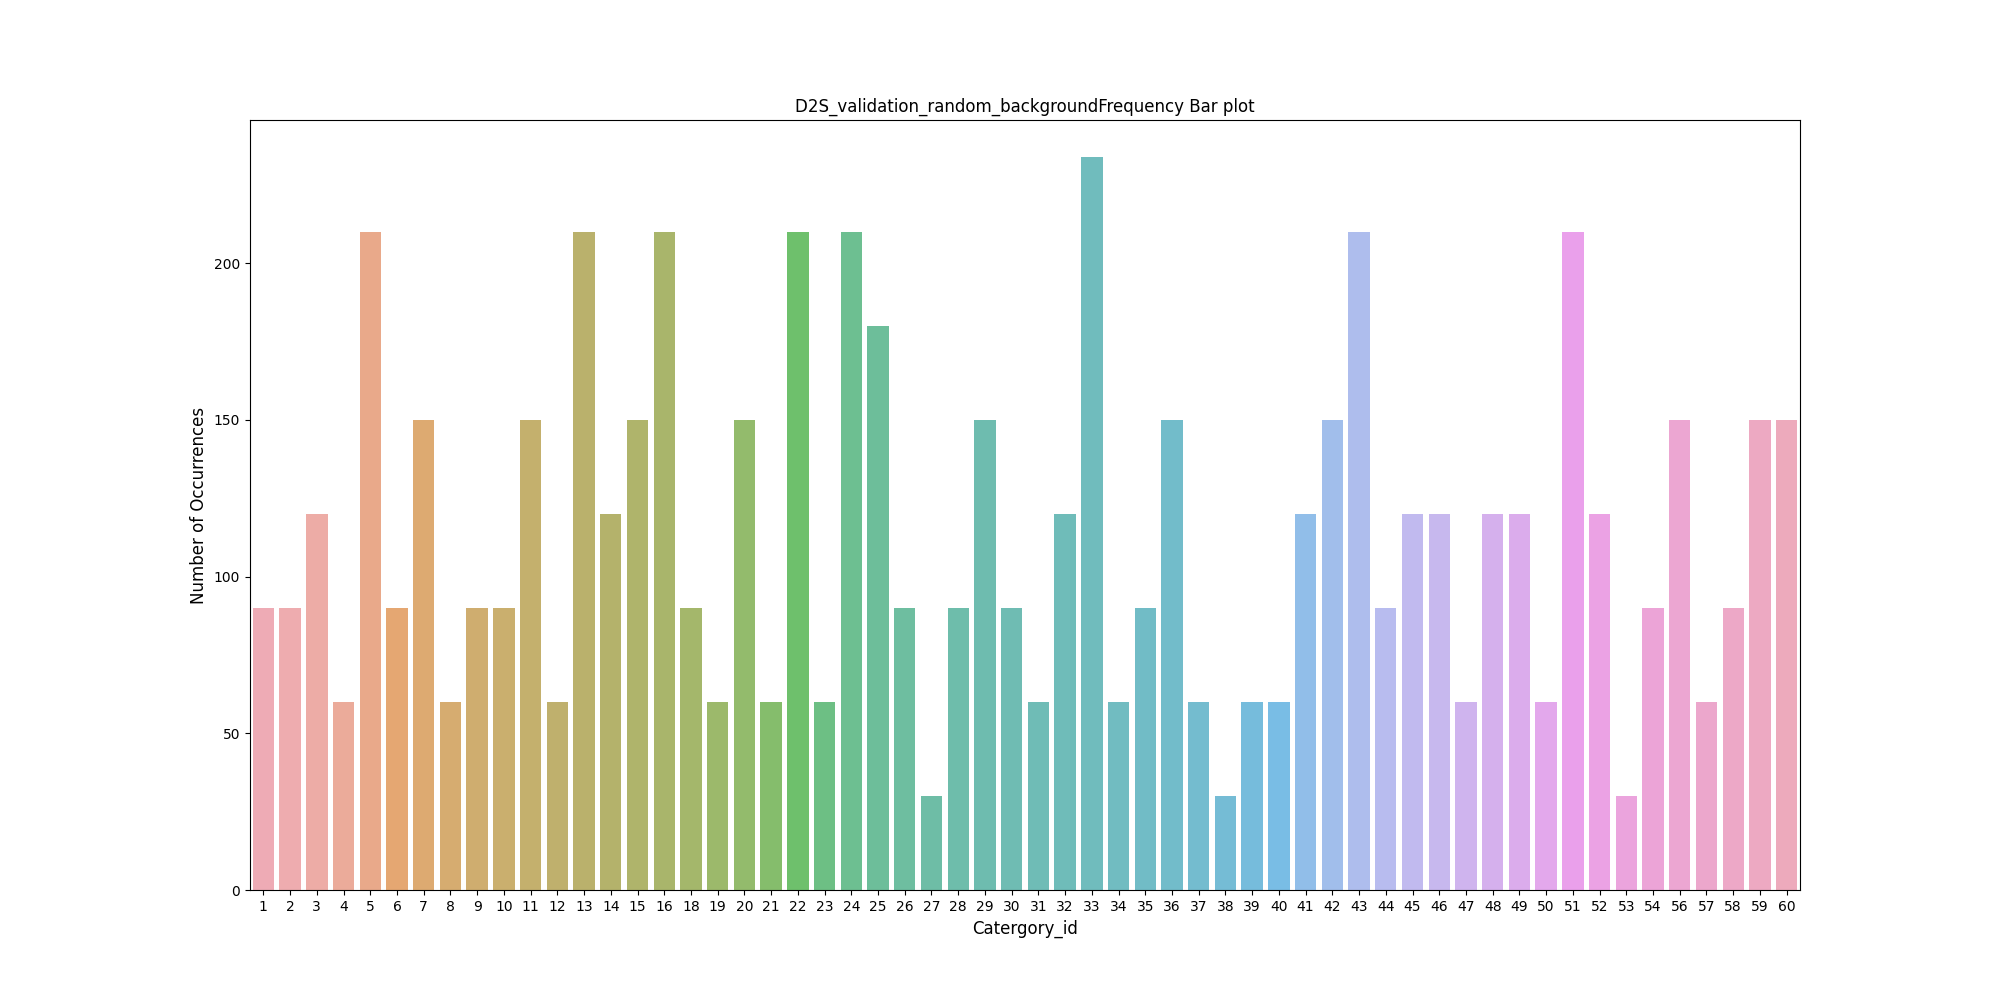 D2S_validation_random_backgroundFrequency Bar plot
Number of Occurrences
200
150
100
50
0
1 2 3 4 5 6 7 8 9 10 11 12 13 14 15 16 18 19 20 21 22 23 24 25 26 27 28 29 30 31 32 33 34 35 36 37 38 39 40 41 42 43 44 45 46 47 48 49 50 51 52 53 54 56 57 58 59 60
Catergory_id